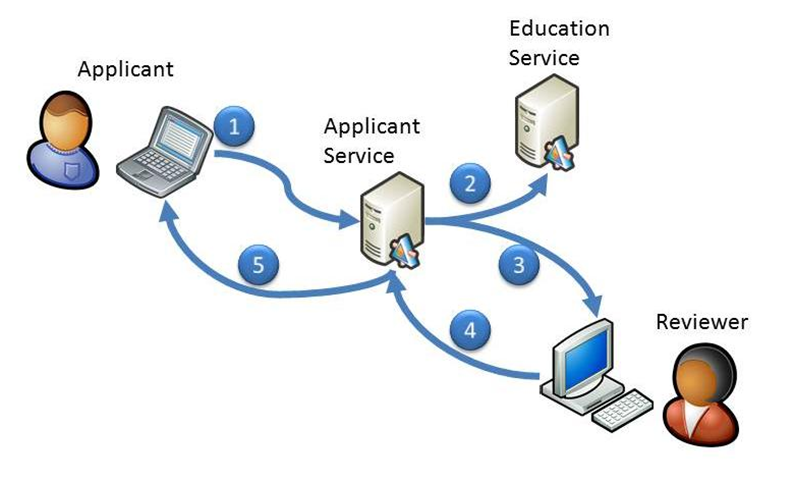 Education
Service
Applicant
1
Applicant
Service
2
5
3
4
Reviewer